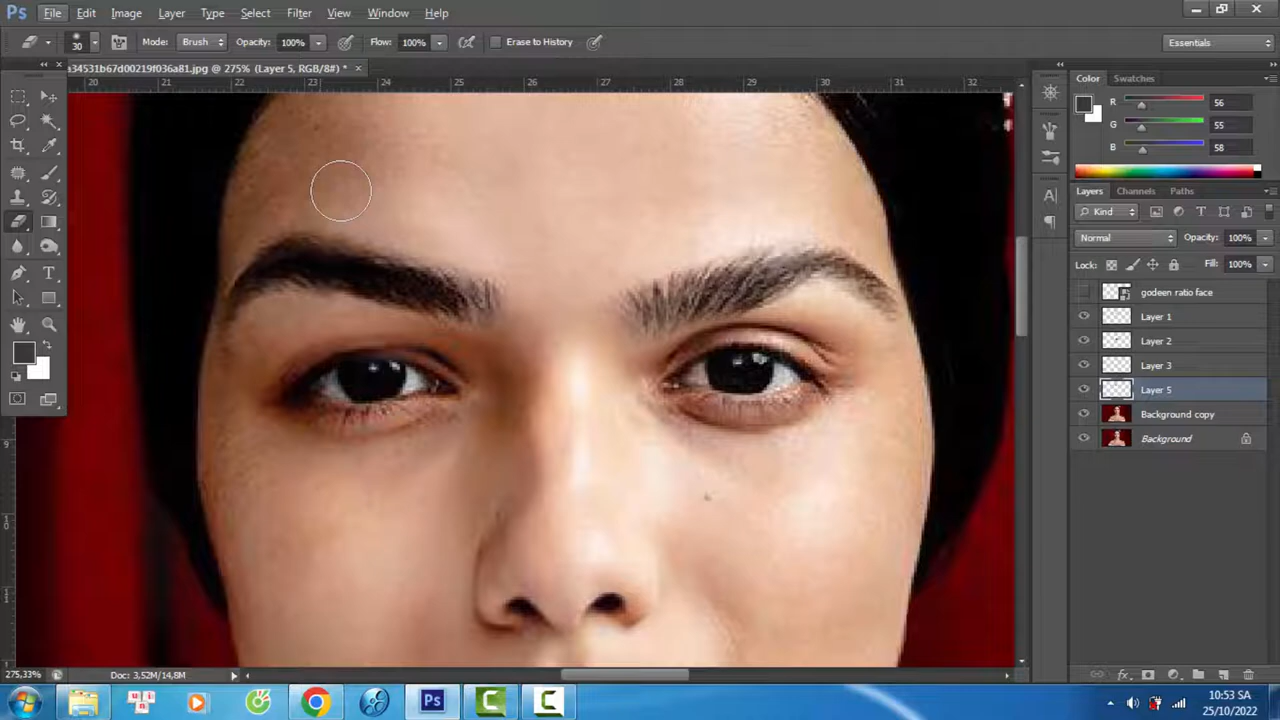 Ps File Edit Image Layer Type Select Filter View Window Help
30 Mode: Brush Opacity: 100% Flow: 100% Erase to History Essentials
a34531b67d00219f036a81.jpg @ 275% (Layer 5, RGB/8#) * ×
20 21 22 23 24 25 26 27 28 29 30 31 32
Color Swatches
R 56
G 55
B 58
Layers Channels Paths
Kind
Normal Opacity: 100%
Lock: Fill: 100%
godeen ratio face
Layer 1
Layer 2
Layer 3
Layer 5
Background copy
Background
275,33% Doc: 3,52M/14,8M
Ps
10:53 SA
25/10/2022